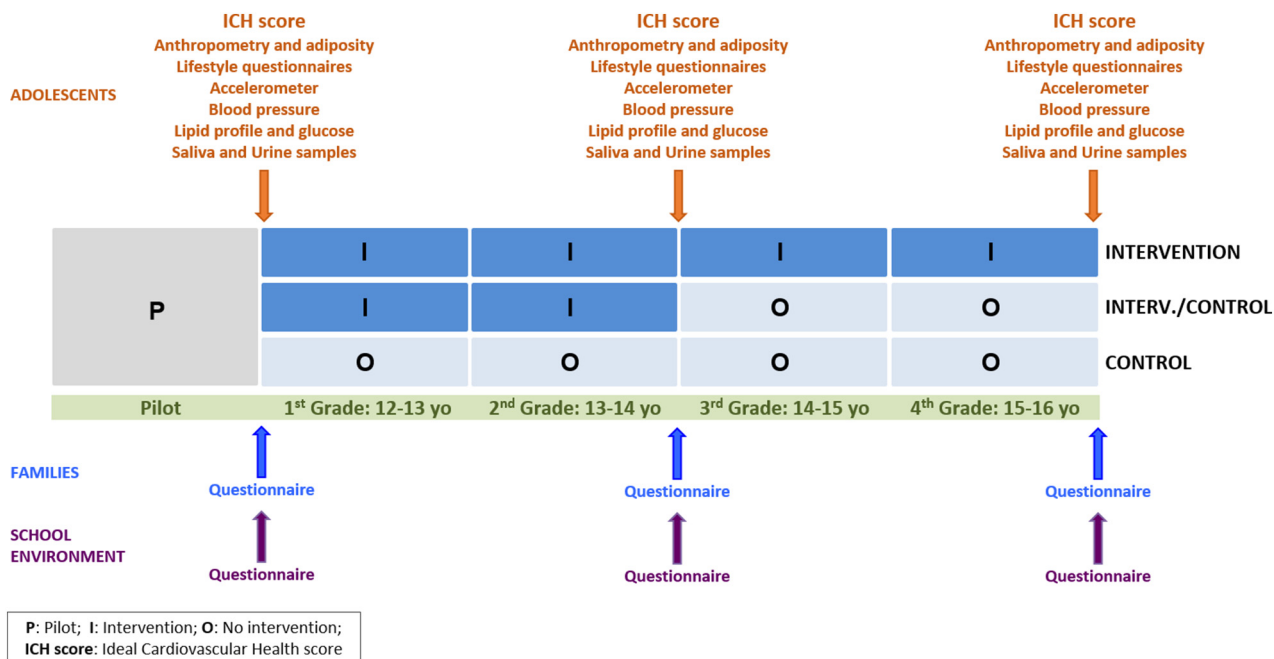 ICH score
Anthropometry and adiposity
Lifestyle questionnaires
Accelerometer
Blood pressure
Lipid profile and glucose
Saliva and Urine samples
ICH score
Anthropometry and adiposity
Lifestyle questionnaires
Accelerometer
Blood pressure
Lipid profile and glucose
Saliva and Urine samples
ICH score
Anthropometry and adiposity
Lifestyle questionnaires
Accelerometer
Blood pressure
Lipid profile and glucose
Saliva and Urine samples
ADOLESCENTS
P
I I I I INTERVENTION
I I O O INTERV./CONTROL
O O O O CONTROL
Pilot 1st Grade: 12-13 yo 2nd Grade: 13-14 yo 3rd Grade: 14-15 yo 4th Grade: 15-16 yo
FAMILIES
Questionnaire Questionnaire Questionnaire
SCHOOL
ENVIRONMENT
Questionnaire Questionnaire Questionnaire
P: Pilot; I: Intervention; O: No intervention;
ICH score: Ideal Cardiovascular Health score